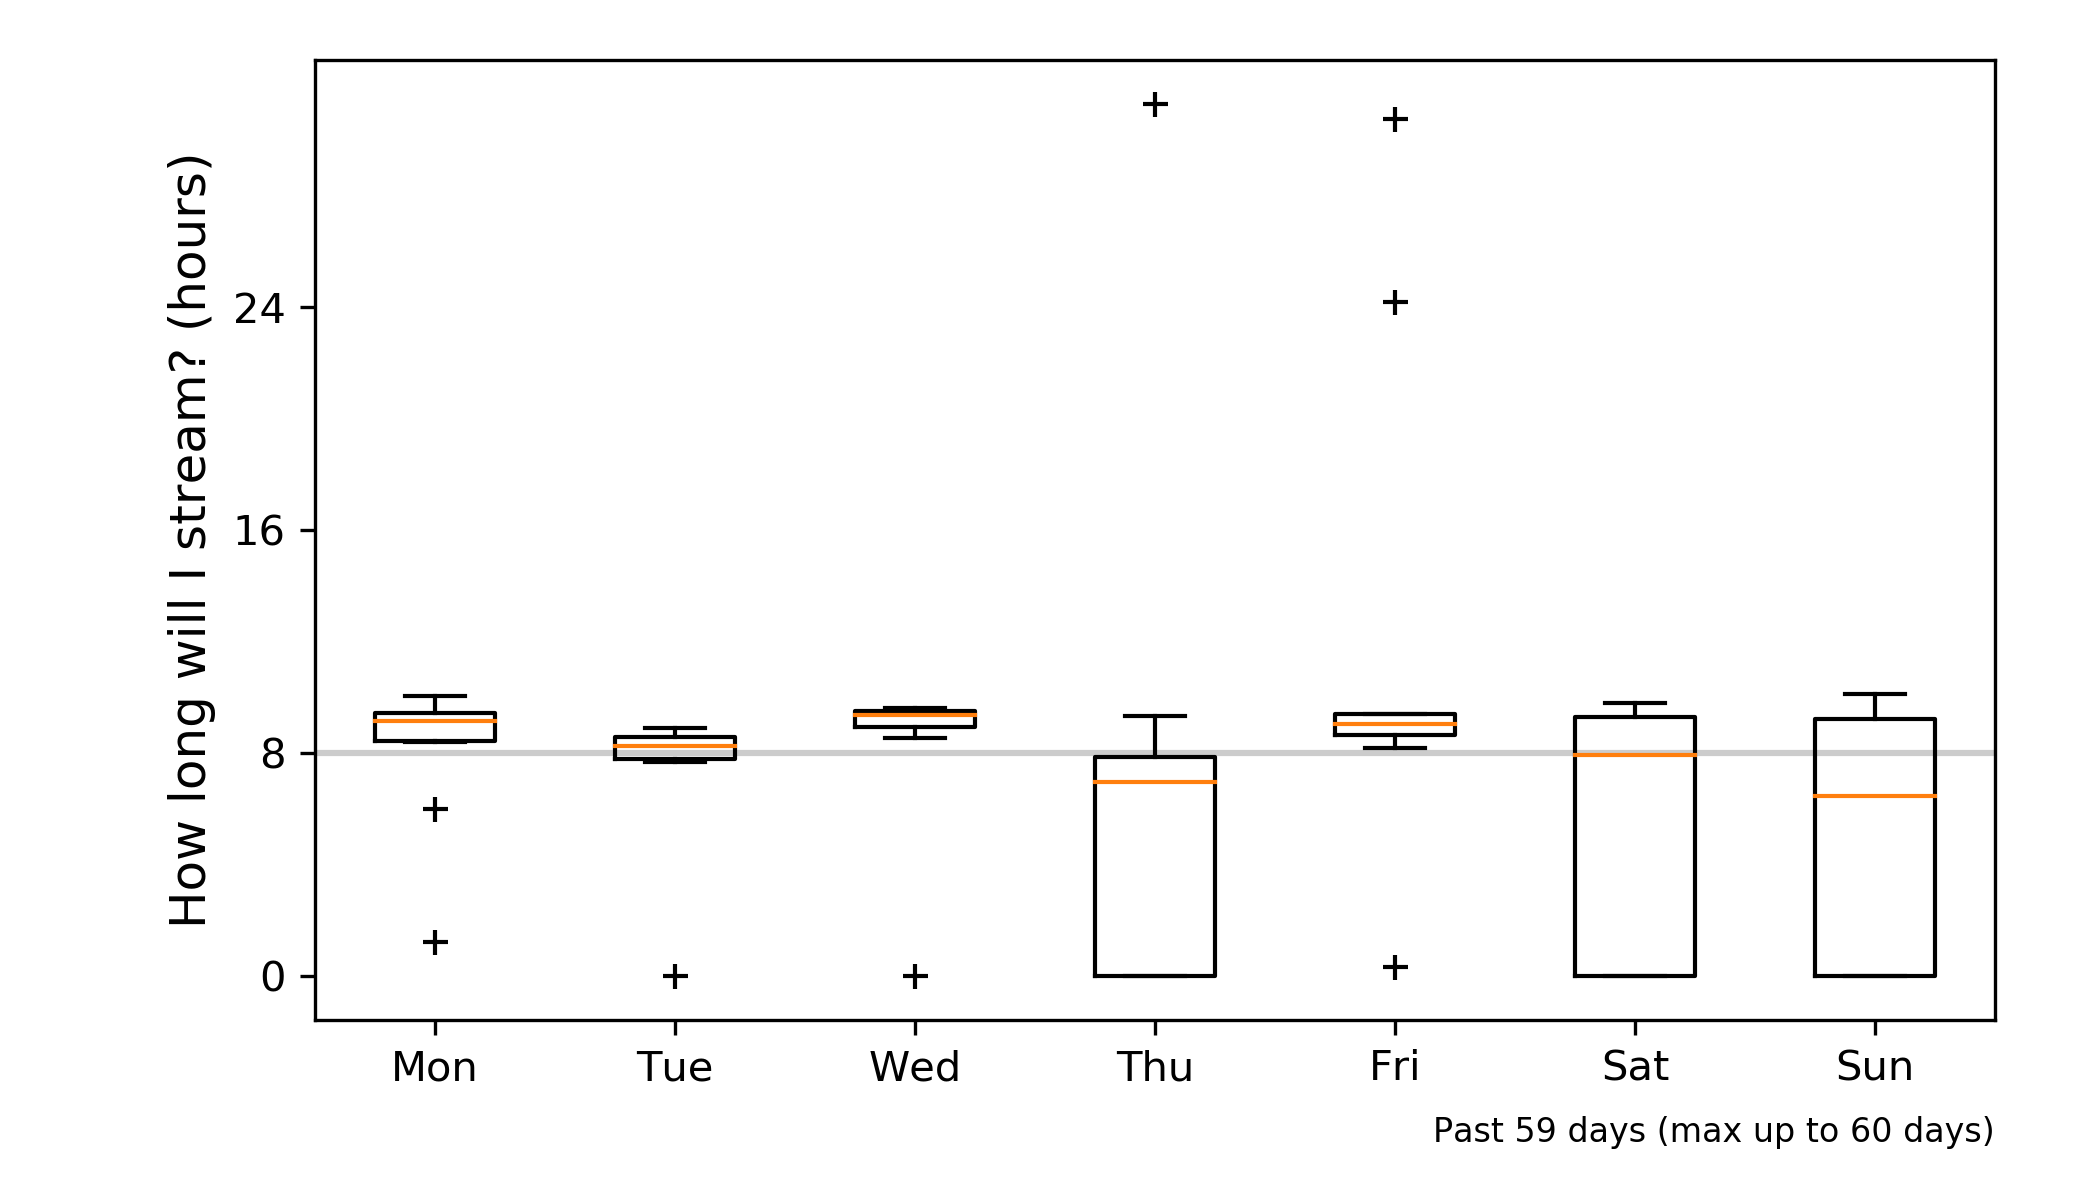 How long will I stream? (hours)
24
16
8
0
Mon Tue Wed Thu Fri Sat Sun
Past 59 days (max up to 60 days)